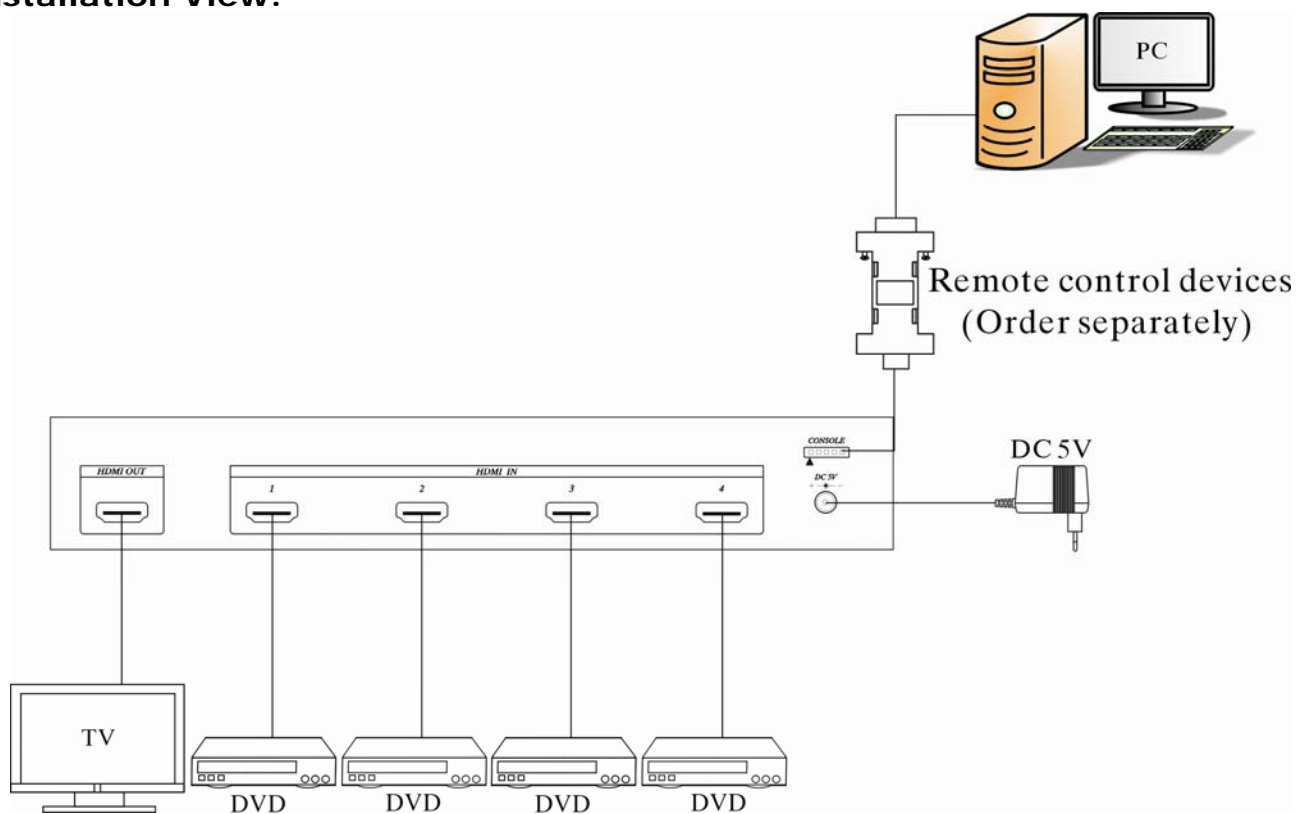 stallation View:
PC
Remote control devices
(Order separately)
CONSOLE
DC 5V
HDMI OUT
HDMI IN
1 2 3 4
DC 5V
TV
DVD DVD DVD DVD